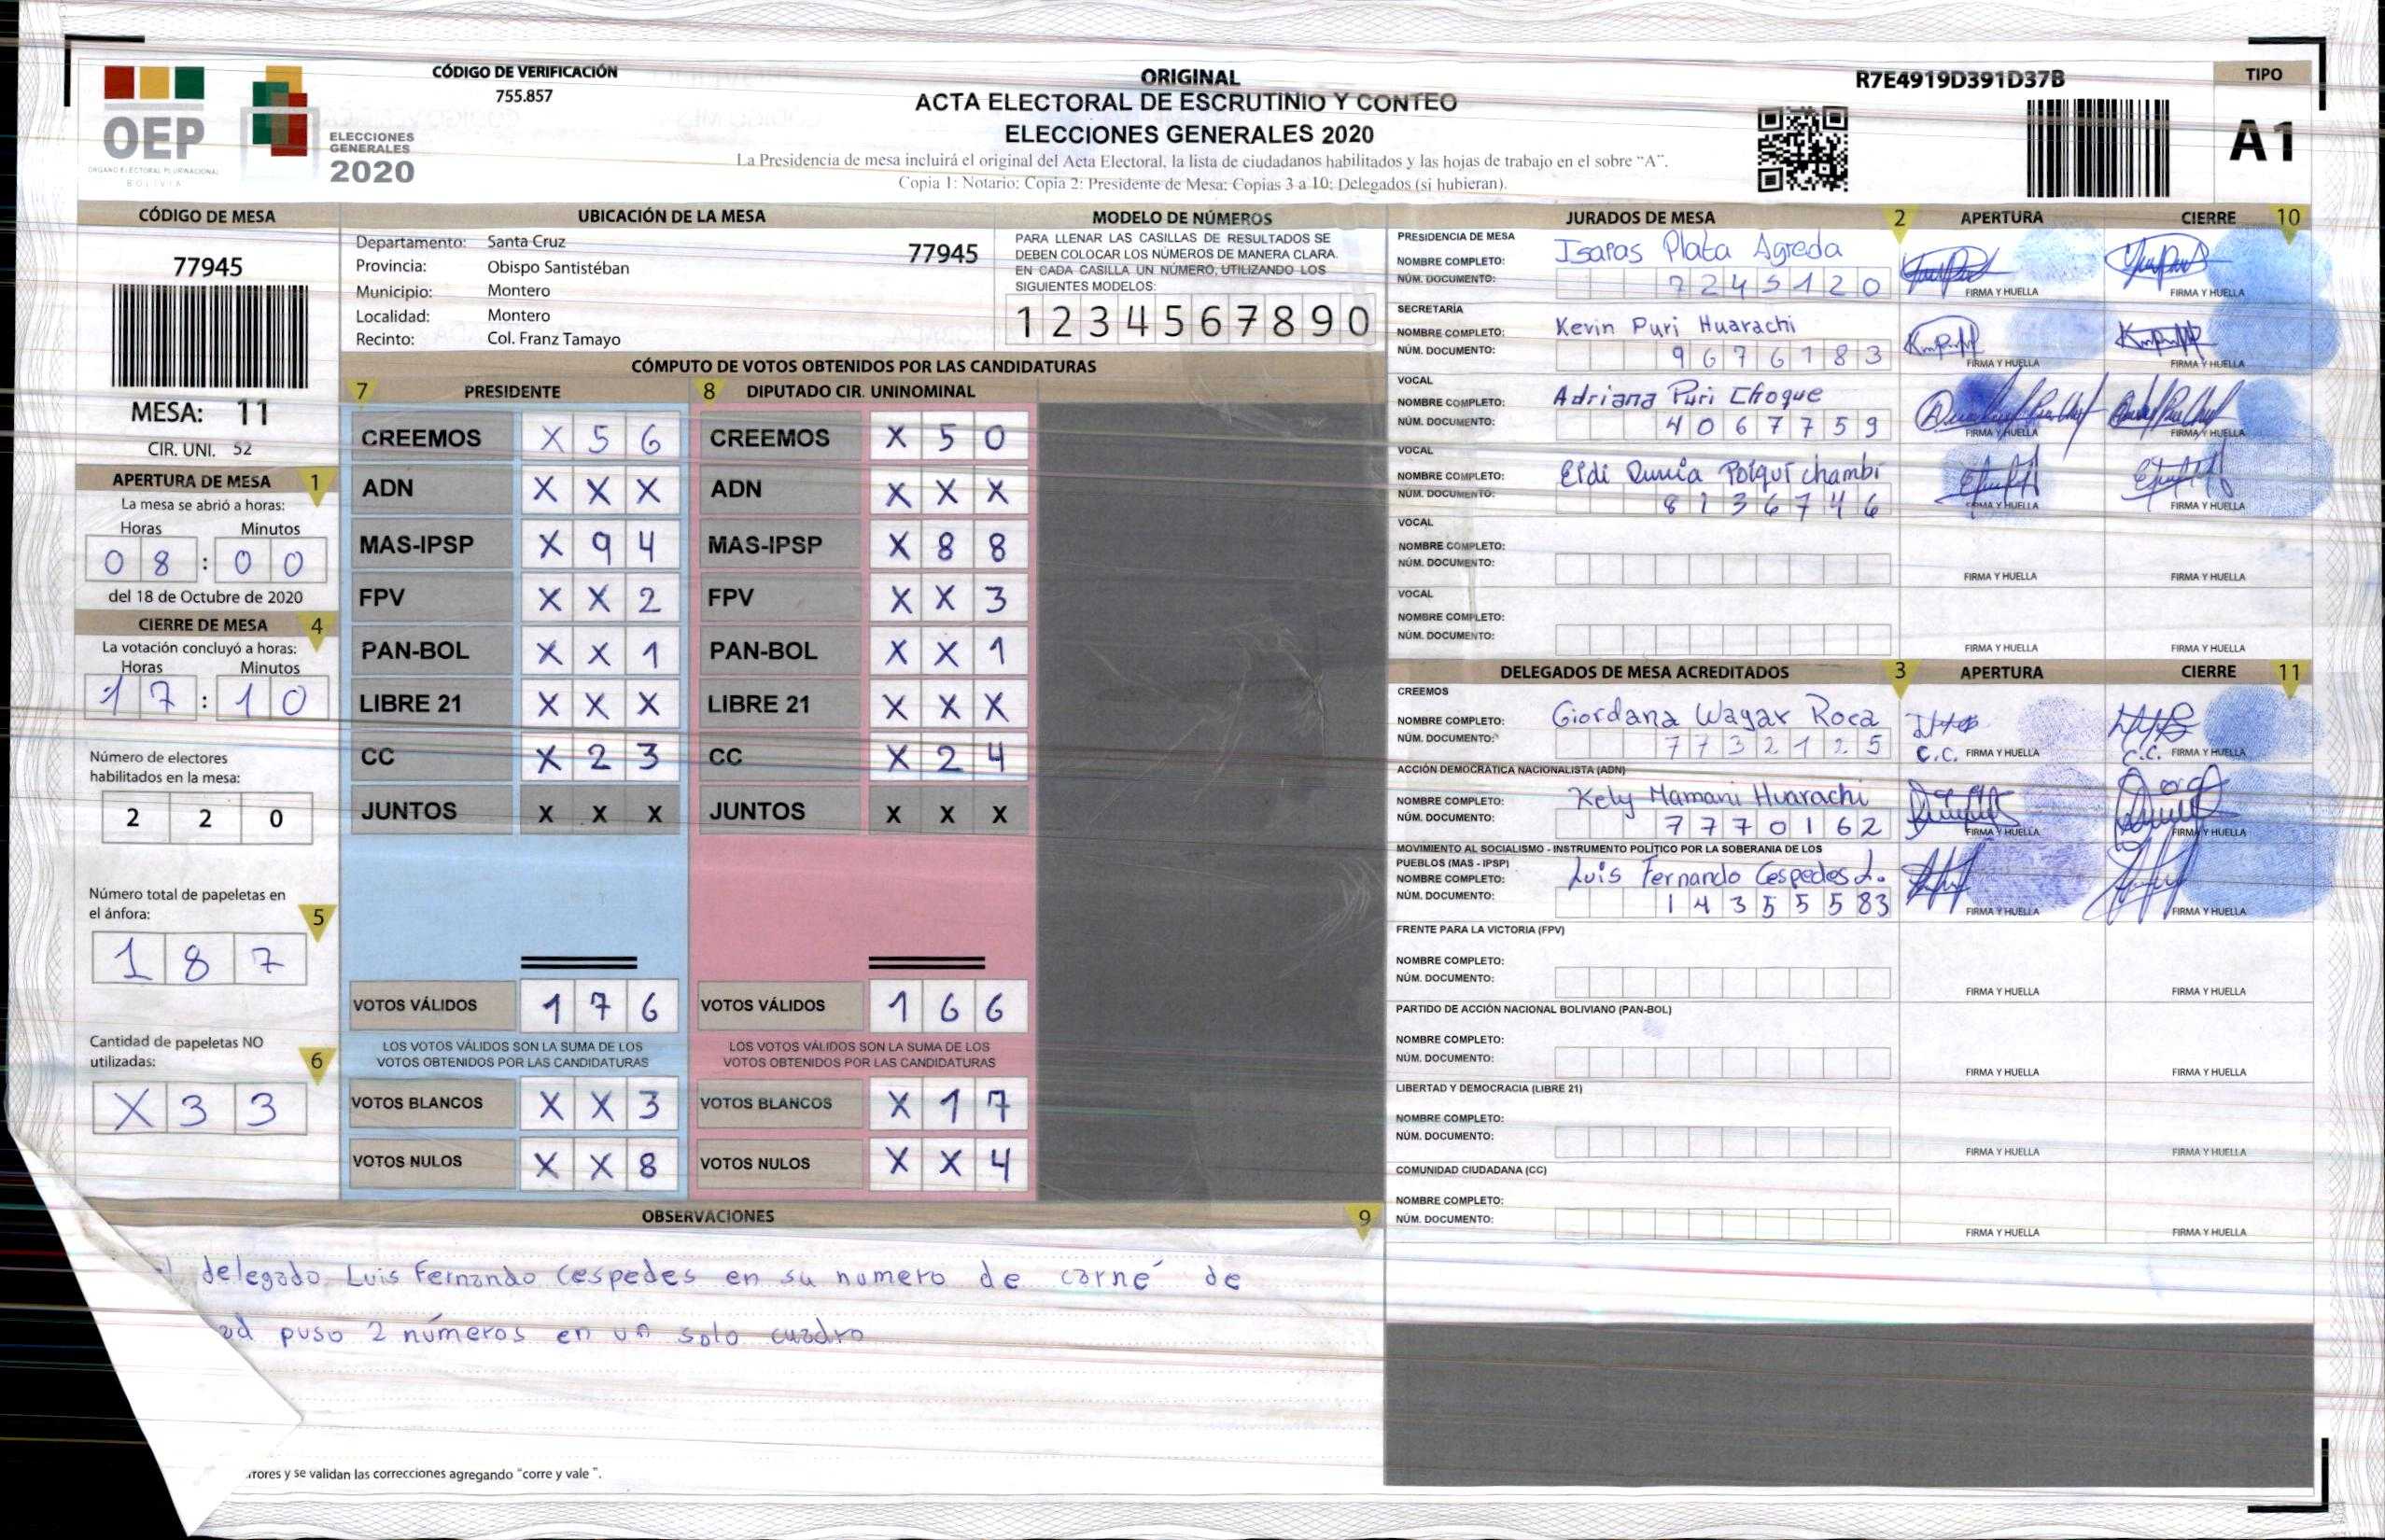 CÓDIGO DE VERIFICACIÓN
755.857
OEP
ÓRGANO ELECTORAL PLURINACIONAL
BOLIVIA
ELECCIONES
GENERALES
2020
ORIGINAL
ACTA ELECTORAL DE ESCRUTINIO Y CONTEO
ELECCIONES GENERALES 2020
La Presidencia de mesa incluirá el original del Acta Electoral, la lista de ciudadanos habilitados y las hojas de trabajo en el sobre "A".
Copia 1: Notario; Copia 2: Presidente de Mesa; Copias 3 a 10: Delegados (si hubieran).
R7E4919D391D37B
TIPO
A1
CÓDIGO DE MESA
77945
MESA: 11
CIR. UNI. 52
UBICACIÓN DE LA MESA
Departamento: Santa Cruz
77945
Provincia: Obispo Santistéban
Municipio: Montero
Localidad: Montero
Recinto: Col. Franz Tamayo
MODELO DE NÚMEROS
PARA LLENAR LAS CASILLAS DE RESULTADOS SE
DEBEN COLOCAR LOS NÚMEROS DE MANERA CLARA.
EN CADA CASILLA UN NÚMERO, UTILIZANDO LOS
SIGUIENTES MODELOS:
1 2 3 4 5 6 7 8 9 0
APERTURA DE MESA 1
La mesa se abrió a horas:
Horas Minutos
0 8 : 0 0
del 18 de Octubre de 2020
CIERRE DE MESA 4
La votación concluyó a horas:
Horas Minutos
1 7 : 1 0
Número de electores
habilitados en la mesa:
2 2 0
Número total de papeletas en
el ánfora: 5
1 8 7
Cantidad de papeletas NO
utilizadas: 6
X 3 3
CÓMPUTO DE VOTOS OBTENIDOS POR LAS CANDIDATURAS
7 PRESIDENTE
CREEMOS X 5 6
ADN X X X
MAS-IPSP X 9 4
FPV X X 2
PAN-BOL X X 1
LIBRE 21 X X X
CC X 2 3
JUNTOS X X X
VOTOS VÁLIDOS 1 7 6
LOS VOTOS VÁLIDOS SON LA SUMA DE LOS
VOTOS OBTENIDOS POR LAS CANDIDATURAS
VOTOS BLANCOS X X 3
VOTOS NULOS X X 8
8 DIPUTADO CIR. UNINOMINAL
CREEMOS X 5 0
ADN X X X
MAS-IPSP X 8 8
FPV X X 3
PAN-BOL X X 1
LIBRE 21 X X X
CC X 2 4
JUNTOS X X X
VOTOS VÁLIDOS 1 6 6
LOS VOTOS VÁLIDOS SON LA SUMA DE LOS
VOTOS OBTENIDOS POR LAS CANDIDATURAS
VOTOS BLANCOS X 1 7
VOTOS NULOS X X 4
OBSERVACIONES 9
delegado Luis Fernando Cespedes en su numero de carné de
ad puso 2 números en un solo cuadro
rrores y se validan las correcciones agregando "corre y vale ".
JURADOS DE MESA 2 APERTURA CIERRE 10
PRESIDENCIA DE MESA
NOMBRE COMPLETO: Isaras Plata Agreda
NÚM. DOCUMENTO: 7 2 4 5 1 2 0
FIRMA Y HUELLA FIRMA Y HUELLA
SECRETARÍA
NOMBRE COMPLETO: Kevin Puri Huarachi
NÚM. DOCUMENTO: 9 6 7 6 1 8 3
FIRMA Y HUELLA FIRMA Y HUELLA
VOCAL
NOMBRE COMPLETO: Adriana Puri Choque
NÚM. DOCUMENTO: 4 0 6 7 7 5 9
FIRMA Y HUELLA FIRMA Y HUELLA
VOCAL
NOMBRE COMPLETO: Eldi Dunia Poiqui chambi
NÚM. DOCUMENTO: 8 1 3 6 7 4 6
FIRMA Y HUELLA FIRMA Y HUELLA
VOCAL
NOMBRE COMPLETO:
NÚM. DOCUMENTO:
FIRMA Y HUELLA FIRMA Y HUELLA
VOCAL
NOMBRE COMPLETO:
NÚM. DOCUMENTO:
FIRMA Y HUELLA FIRMA Y HUELLA
DELEGADOS DE MESA ACREDITADOS 3 APERTURA CIERRE 11
CREEMOS
NOMBRE COMPLETO: Giordana Wagar Roca
NÚM. DOCUMENTO: 7 7 3 2 1 2 5
C.C. FIRMA Y HUELLA C.C. FIRMA Y HUELLA
ACCIÓN DEMOCRÁTICA NACIONALISTA (ADN)
NOMBRE COMPLETO: Kely Mamani Huarachi
NÚM. DOCUMENTO: 7 7 7 0 1 6 2
FIRMA Y HUELLA FIRMA Y HUELLA
MOVIMIENTO AL SOCIALISMO - INSTRUMENTO POLÍTICO POR LA SOBERANIA DE LOS
PUEBLOS (MAS - IPSP)
NOMBRE COMPLETO: Luis Fernando Cespedes L.
NÚM. DOCUMENTO: 1 4 3 5 5 5 83
FIRMA Y HUELLA FIRMA Y HUELLA
FRENTE PARA LA VICTORIA (FPV)
NOMBRE COMPLETO:
NÚM. DOCUMENTO:
FIRMA Y HUELLA FIRMA Y HUELLA
PARTIDO DE ACCIÓN NACIONAL BOLIVIANO (PAN-BOL)
NOMBRE COMPLETO:
NÚM. DOCUMENTO:
FIRMA Y HUELLA FIRMA Y HUELLA
LIBERTAD Y DEMOCRACIA (LIBRE 21)
NOMBRE COMPLETO:
NÚM. DOCUMENTO:
FIRMA Y HUELLA FIRMA Y HUELLA
COMUNIDAD CIUDADANA (CC)
NOMBRE COMPLETO:
NÚM. DOCUMENTO:
FIRMA Y HUELLA FIRMA Y HUELLA